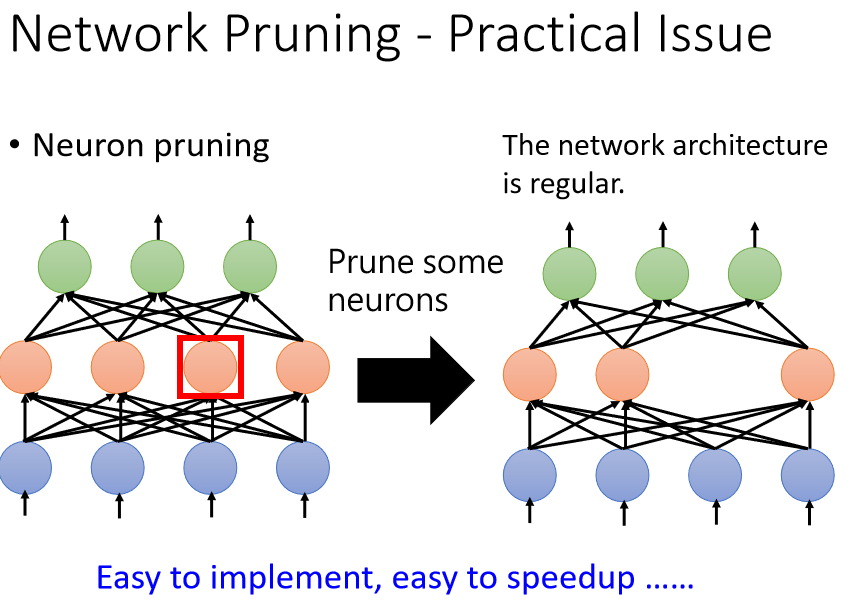 Network Pruning - Practical Issue
• Neuron pruning
The network architecture
is regular.
Prune some
neurons
Easy to implement, easy to speedup ……